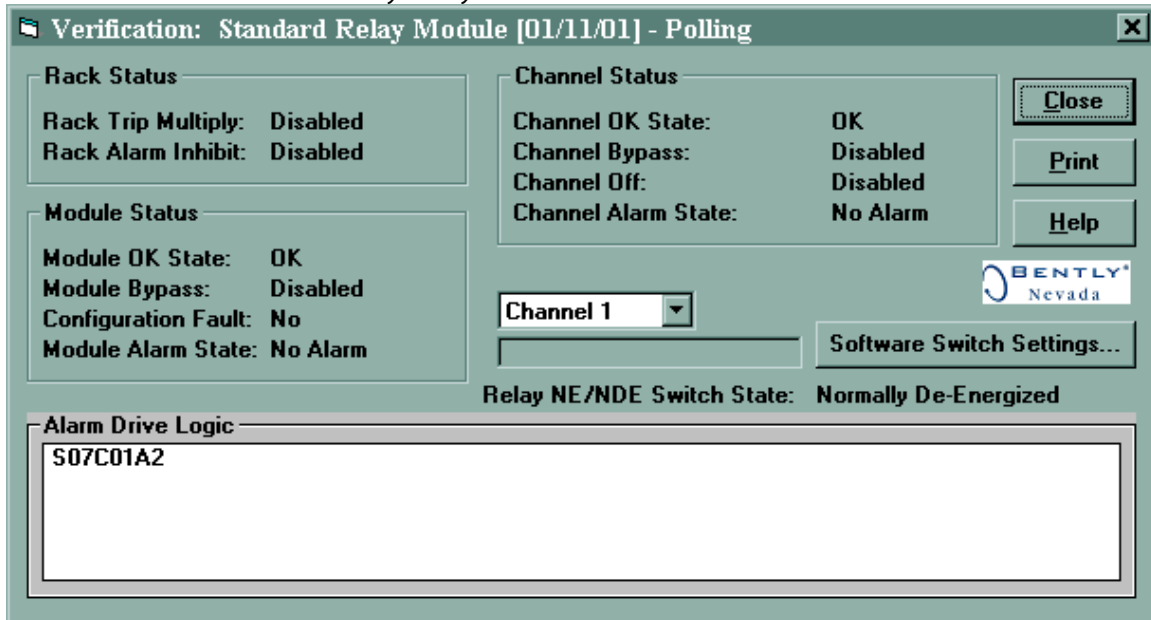 Verification: Standard Relay Module [01/11/01] - Polling
Rack Status
Rack Trip Multiply: Disabled
Rack Alarm Inhibit: Disabled
Module Status
Module OK State: OK
Module Bypass: Disabled
Configuration Fault: No
Module Alarm State: No Alarm
Channel Status
Channel OK State: OK
Channel Bypass: Disabled
Channel Off: Disabled
Channel Alarm State: No Alarm
Close
Print
Help
BENTLY
Nevada
Channel 1
Software Switch Settings...
Relay NE/NDE Switch State: Normally De-Energized
Alarm Drive Logic
S07C01A2